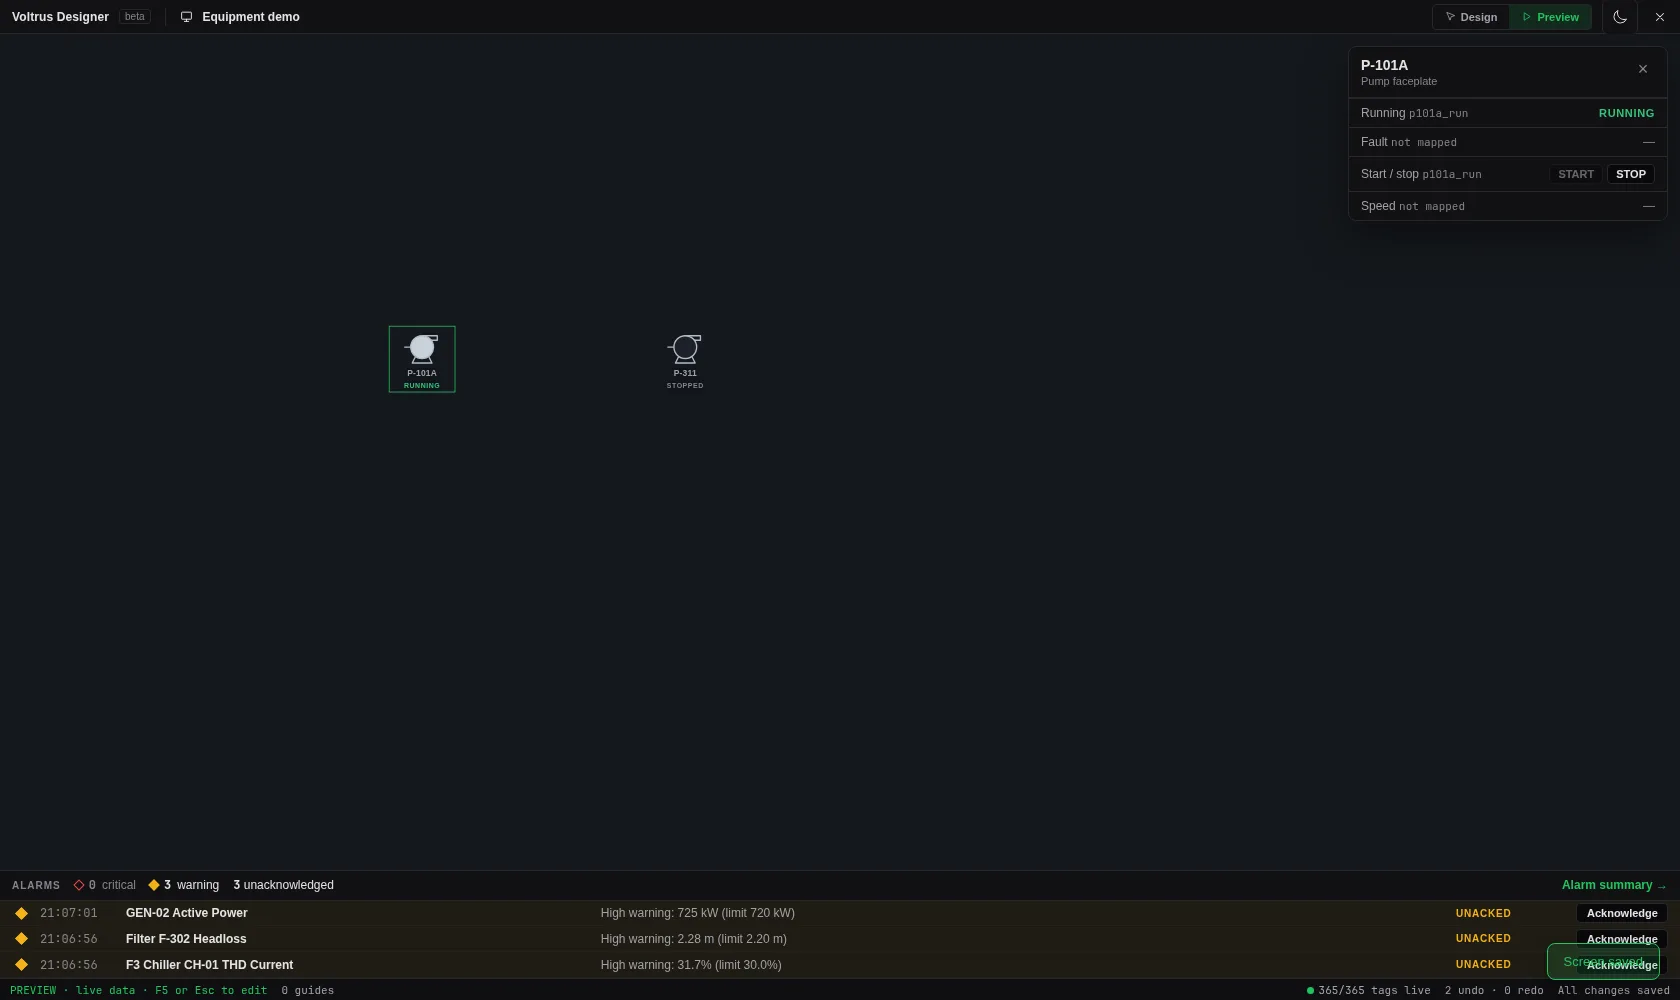 Voltrus Designer beta Equipment demo Design Preview
P-101A
Pump faceplate
Running p101a_run RUNNING
Fault not mapped —
Start / stop p101a_run START STOP
Speed not mapped —
P-101A
RUNNING
P-311
STOPPED
ALARMS 0 critical 3 warning 3 unacknowledged Alarm summary →
21:07:01 GEN-02 Active Power High warning: 725 kW (limit 720 kW) UNACKED Acknowledge
21:06:56 Filter F-302 Headloss High warning: 2.28 m (limit 2.20 m) UNACKED Acknowledge
21:06:56 F3 Chiller CH-01 THD Current High warning: 31.7% (limit 30.0%) UNACKED Acknowledge
Screen saved
PREVIEW · live data · F5 or Esc to edit 0 guides 365/365 tags live 2 undo · 0 redo All changes saved